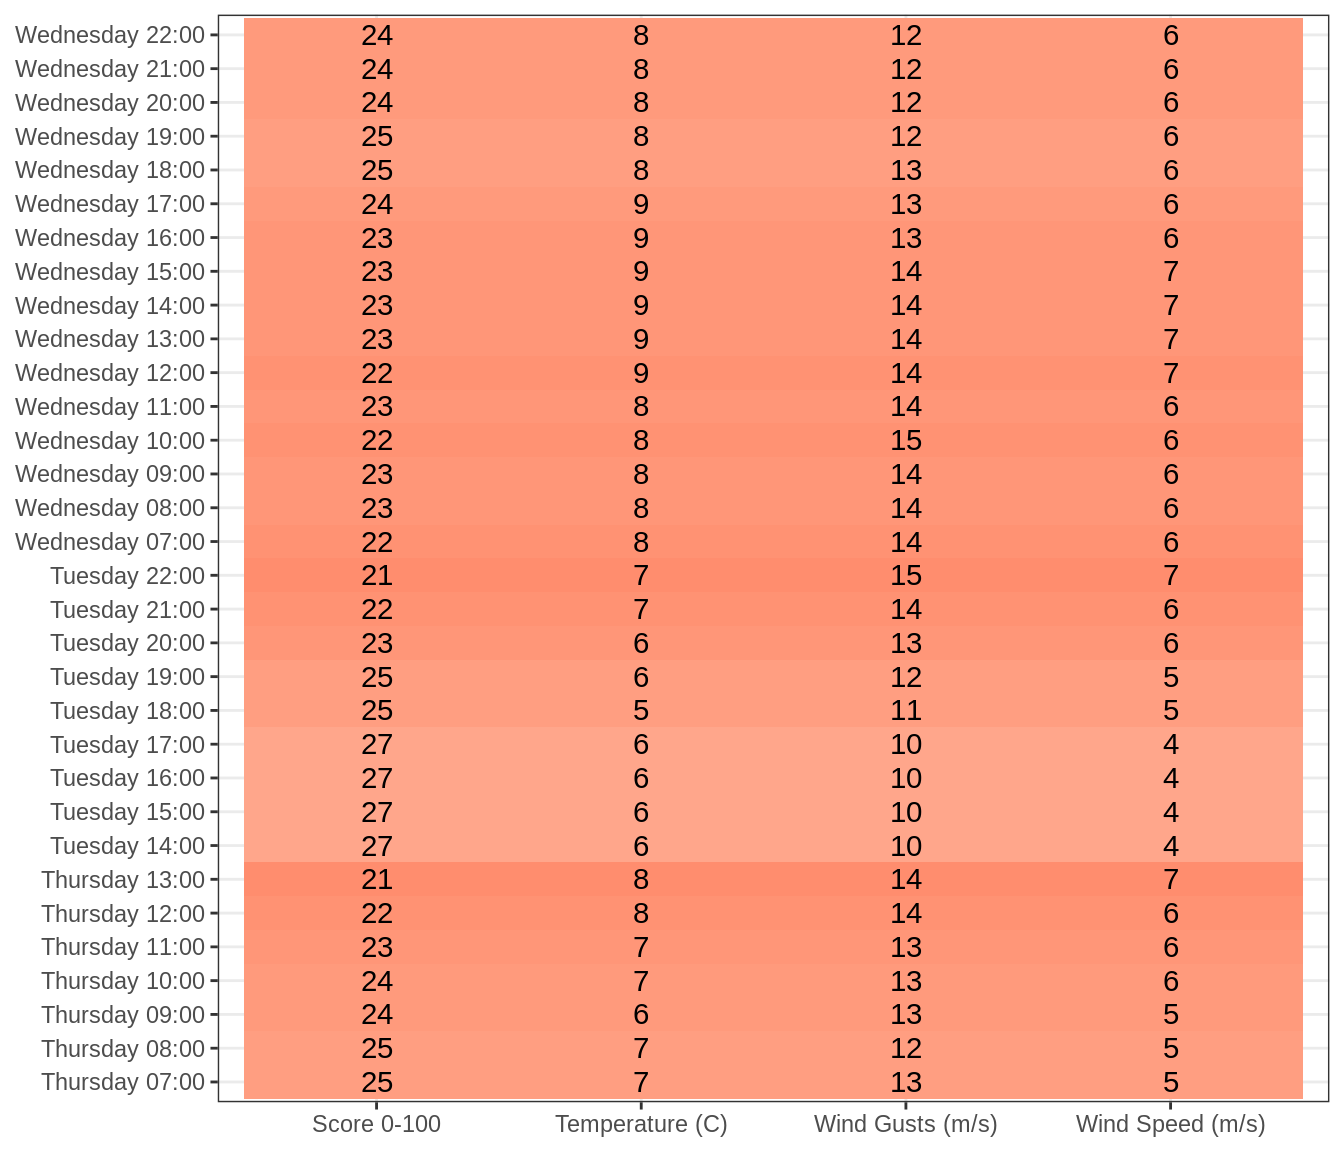 Wednesday 22:00 24 8 12 6
Wednesday 21:00 24 8 12 6
Wednesday 20:00 24 8 12 6
Wednesday 19:00 25 8 12 6
Wednesday 18:00 25 8 13 6
Wednesday 17:00 24 9 13 6
Wednesday 16:00 23 9 13 6
Wednesday 15:00 23 9 14 7
Wednesday 14:00 23 9 14 7
Wednesday 13:00 23 9 14 7
Wednesday 12:00 22 9 14 7
Wednesday 11:00 23 8 14 6
Wednesday 10:00 22 8 15 6
Wednesday 09:00 23 8 14 6
Wednesday 08:00 23 8 14 6
Wednesday 07:00 22 8 14 6
Tuesday 22:00 21 7 15 7
Tuesday 21:00 22 7 14 6
Tuesday 20:00 23 6 13 6
Tuesday 19:00 25 6 12 5
Tuesday 18:00 25 5 11 5
Tuesday 17:00 27 6 10 4
Tuesday 16:00 27 6 10 4
Tuesday 15:00 27 6 10 4
Tuesday 14:00 27 6 10 4
Thursday 13:00 21 8 14 7
Thursday 12:00 22 8 14 6
Thursday 11:00 23 7 13 6
Thursday 10:00 24 7 13 6
Thursday 09:00 24 6 13 5
Thursday 08:00 25 7 12 5
Thursday 07:00 25 7 13 5
Score 0-100 Temperature (C) Wind Gusts (m/s) Wind Speed (m/s)